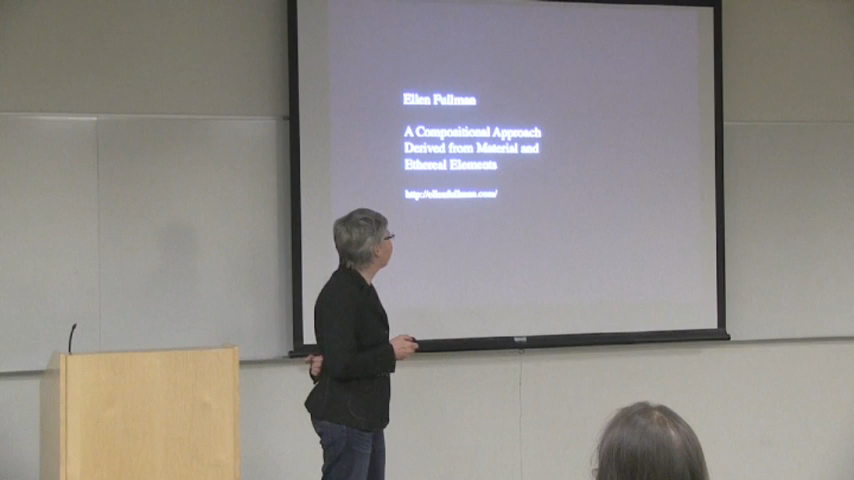 Ellen Fullman
A Compositional Approach
Derived from Material and
Ethereal Elements
http://ellenfullman.com/